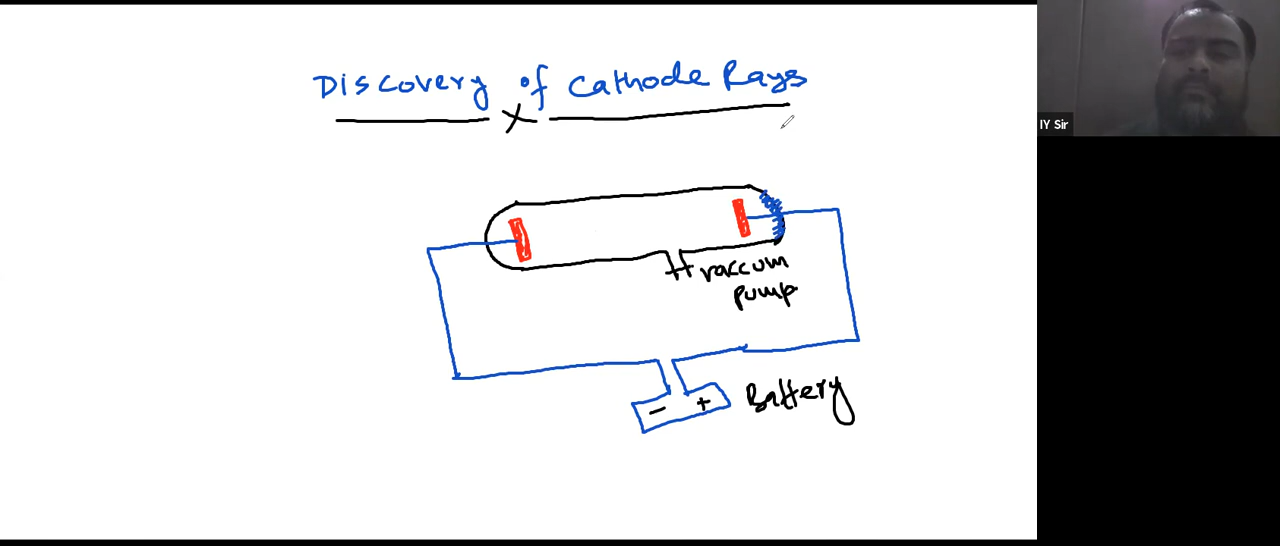 Discovery of Cathode Rays
IY Sir
vaccum
pump
- +
Battery